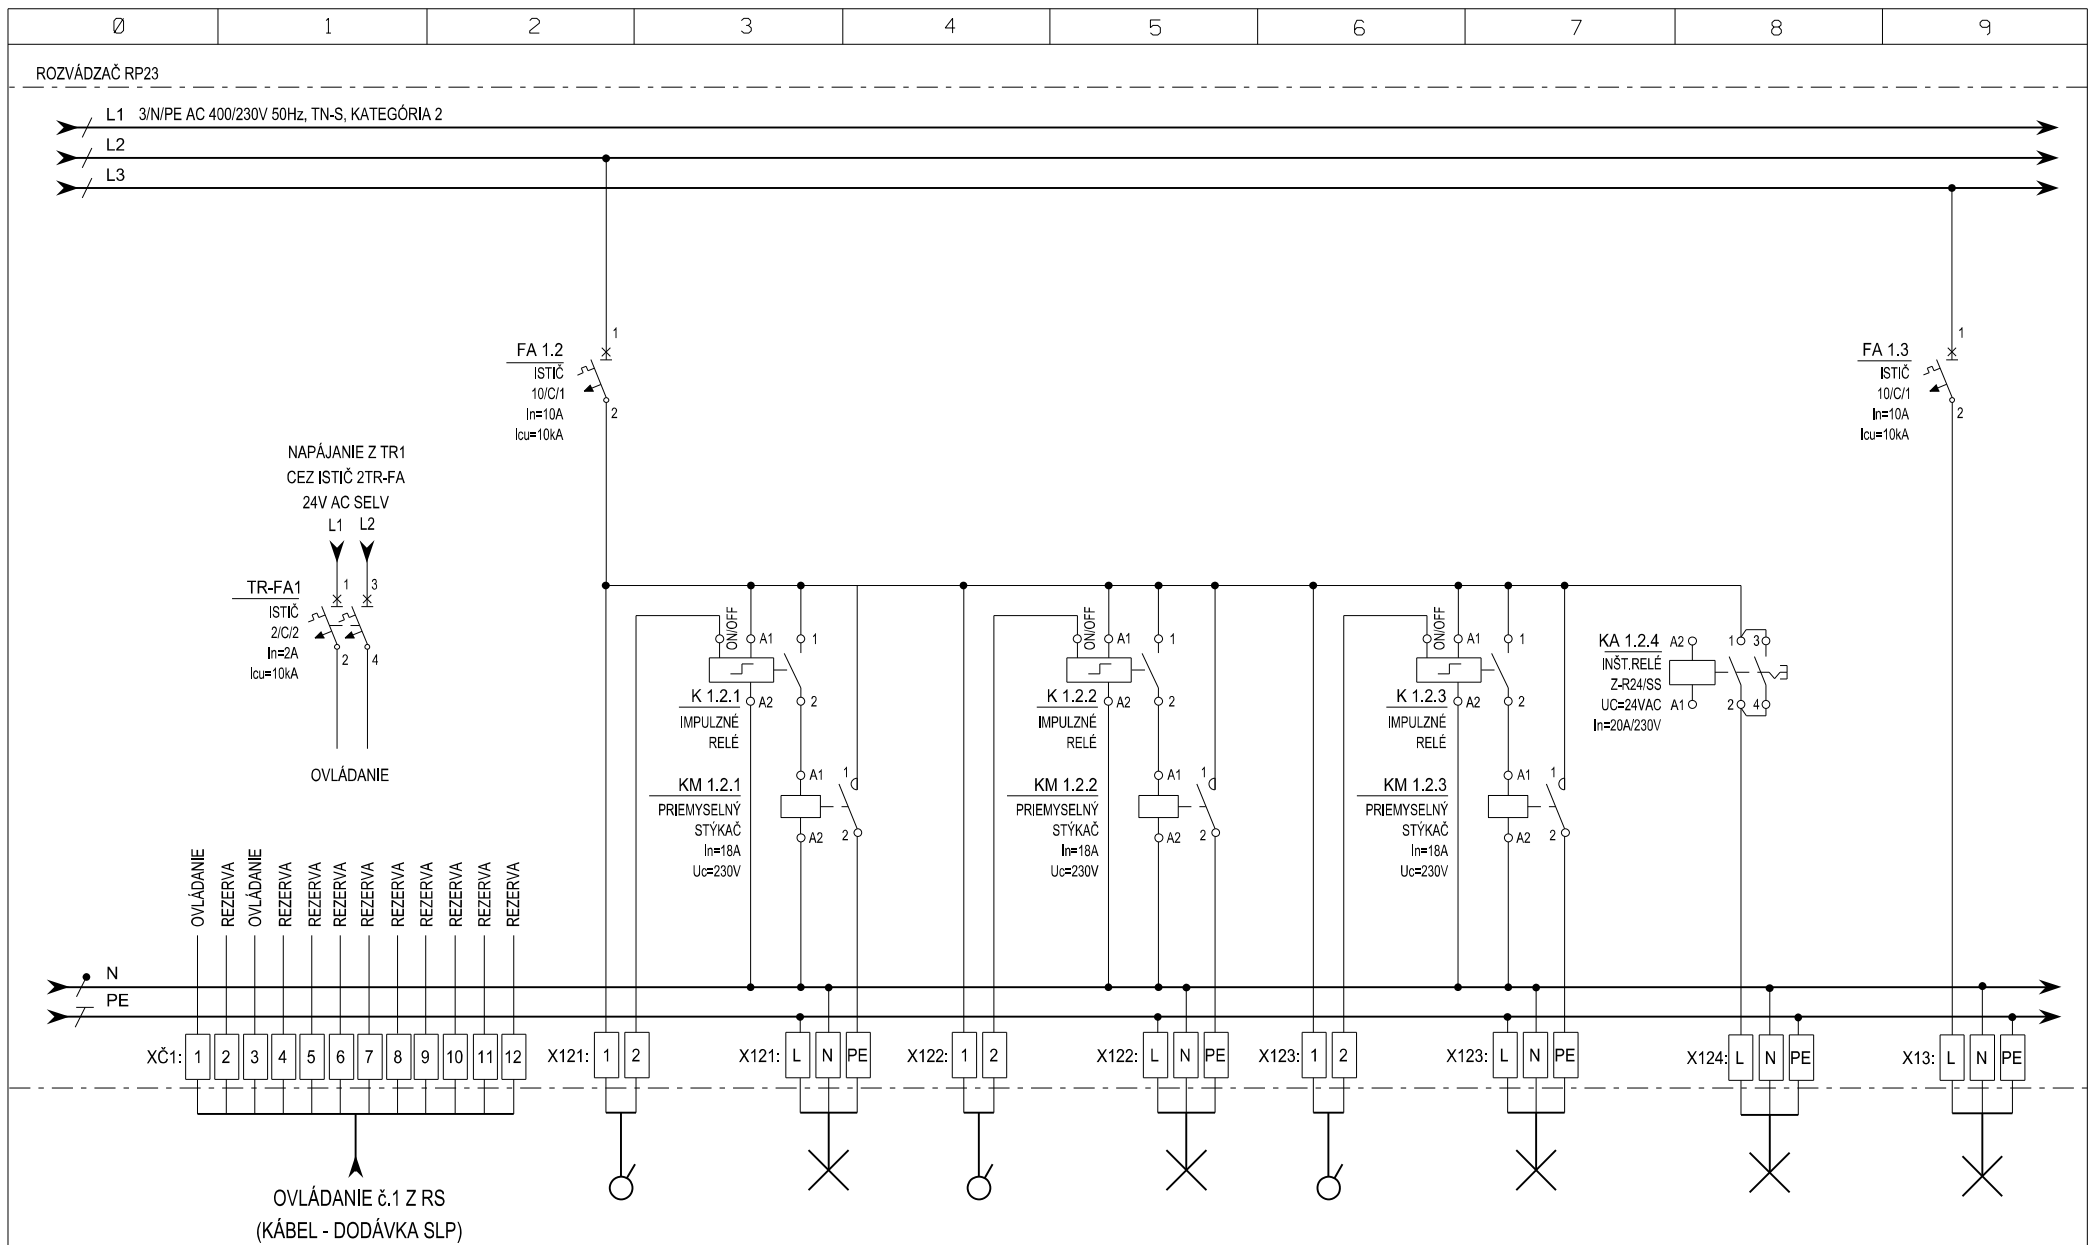 0 1 2 3 4 5 6 7 8 9
ROZVÁDZAČ RP23
L1 3/N/PE AC 400/230V 50Hz, TN-S, KATEGÓRIA 2
L2
L3
1
FA 1.2
ISTIČ
10/C/1
In=10A
Icu=10kA
2
1
FA 1.3
ISTIČ
10/C/1
In=10A
Icu=10kA
2
NAPÁJANIE Z TR1
CEZ ISTIČ 2TR-FA
24V AC SELV
L1 L2
1 3
TR-FA1
ISTIČ
2/C/2
In=2A
Icu=10kA
2 4
OVLÁDANIE
ON/OFF A1 1
K 1.2.1 A2 2
IMPULZNÉ
RELÉ
A1 1
KM 1.2.1
PRIEMYSELNÝ
STÝKAČ
In=18A
Uc=230V
A2 2
ON/OFF A1 1
K 1.2.2 A2 2
IMPULZNÉ
RELÉ
A1 1
KM 1.2.2
PRIEMYSELNÝ
STÝKAČ
In=18A
Uc=230V
A2 2
ON/OFF A1 1
K 1.2.3 A2 2
IMPULZNÉ
RELÉ
A1 1
KM 1.2.3
PRIEMYSELNÝ
STÝKAČ
In=18A
Uc=230V
A2 2
KA 1.2.4 A2 1 3
INŠT.RELÉ
Z-R24/SS
UC=24VAC A1 2 4
In=20A/230V
OVLÁDANIE
REZERVA
OVLÁDANIE
REZERVA
REZERVA
REZERVA
REZERVA
REZERVA
REZERVA
REZERVA
REZERVA
REZERVA
N
PE
XČ1: 1 2 3 4 5 6 7 8 9 10 11 12
X121: 1 2
X121: L N PE
X122: 1 2
X122: L N PE
X123: 1 2
X123: L N PE
X124: L N PE
X13: L N PE
OVLÁDANIE č.1 Z RS
(KÁBEL - DODÁVKA SLP)